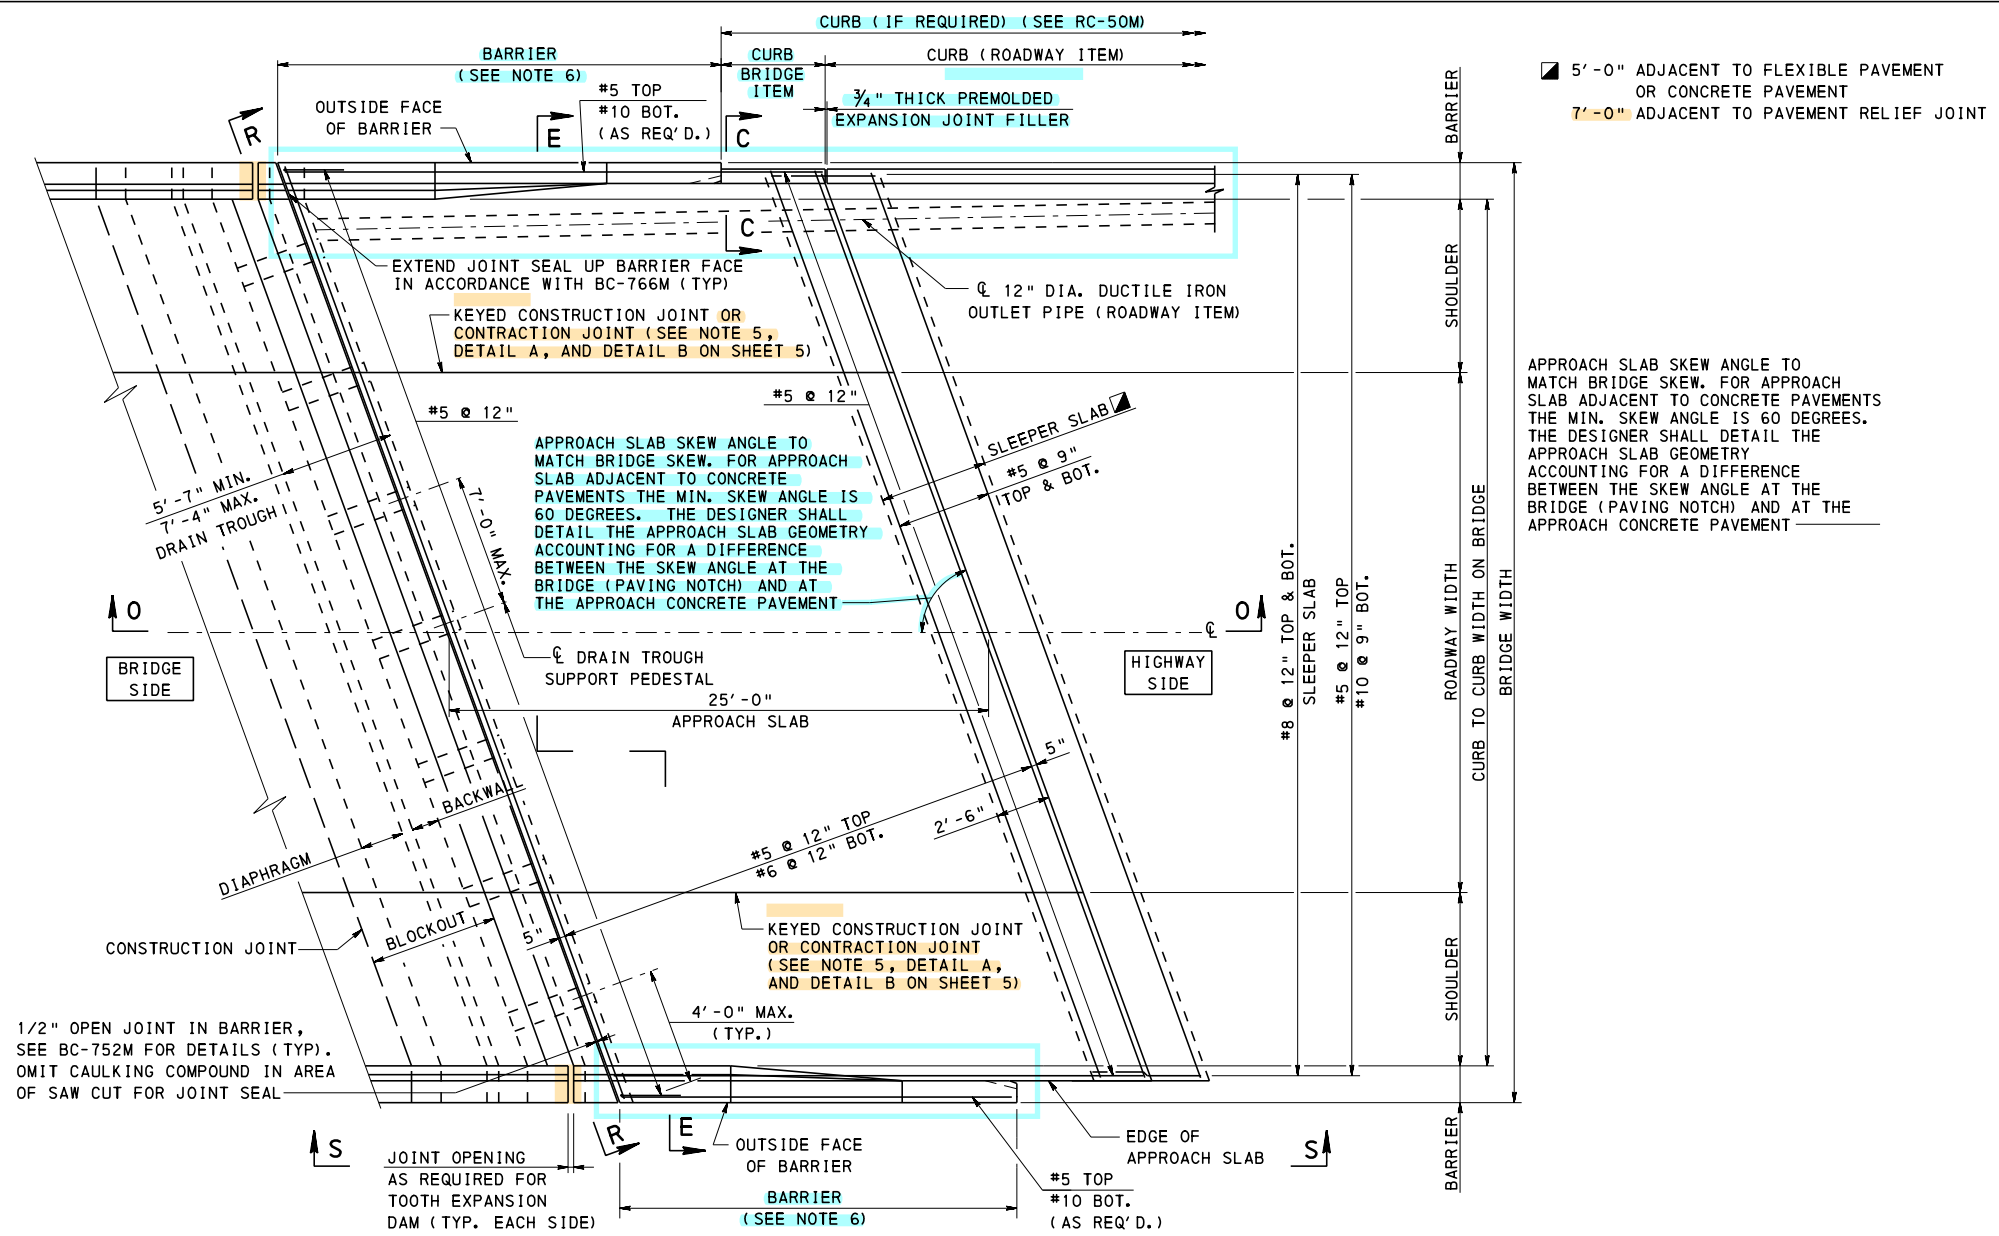 CURB (IF REQUIRED) (SEE RC-50M)
BARRIER
(SEE NOTE 6)
CURB
BRIDGE
ITEM
CURB (ROADWAY ITEM)
3/4" THICK PREMOLDED
EXPANSION JOINT FILLER
5'-0" ADJACENT TO FLEXIBLE PAVEMENT
OR CONCRETE PAVEMENT
7'-0" ADJACENT TO PAVEMENT RELIEF JOINT
OUTSIDE FACE
OF BARRIER
#5 TOP
#10 BOT.
(AS REQ'D.)
R
E
C
BARRIER
C
EXTEND JOINT SEAL UP BARRIER FACE
IN ACCORDANCE WITH BC-766M (TYP)
KEYED CONSTRUCTION JOINT OR
CONTRACTION JOINT (SEE NOTE 5,
DETAIL A, AND DETAIL B ON SHEET 5)
℄ 12" DIA. DUCTILE IRON
OUTLET PIPE (ROADWAY ITEM)
SHOULDER
#5 @ 12"
#5 @ 12"
SLEEPER SLAB
#5 @ 9"
TOP & BOT.
APPROACH SLAB SKEW ANGLE TO
MATCH BRIDGE SKEW. FOR APPROACH
SLAB ADJACENT TO CONCRETE
PAVEMENTS THE MIN. SKEW ANGLE IS
60 DEGREES. THE DESIGNER SHALL
DETAIL THE APPROACH SLAB GEOMETRY
ACCOUNTING FOR A DIFFERENCE
BETWEEN THE SKEW ANGLE AT THE
BRIDGE (PAVING NOTCH) AND AT
THE APPROACH CONCRETE PAVEMENT
APPROACH SLAB SKEW ANGLE TO
MATCH BRIDGE SKEW. FOR APPROACH
SLAB ADJACENT TO CONCRETE PAVEMENTS
THE MIN. SKEW ANGLE IS 60 DEGREES.
THE DESIGNER SHALL DETAIL THE
APPROACH SLAB GEOMETRY
ACCOUNTING FOR A DIFFERENCE
BETWEEN THE SKEW ANGLE AT THE
BRIDGE (PAVING NOTCH) AND AT THE
APPROACH CONCRETE PAVEMENT
5'-7" MIN.
7'-4" MAX.
DRAIN TROUGH
7'-0" MAX.
O
O
℄
BRIDGE
SIDE
HIGHWAY
SIDE
℄ DRAIN TROUGH
SUPPORT PEDESTAL
25'-0"
APPROACH SLAB
#8 @ 12" TOP & BOT.
SLEEPER SLAB
#5 @ 12" TOP
#10 @ 9" BOT.
ROADWAY WIDTH
CURB TO CURB WIDTH ON BRIDGE
BRIDGE WIDTH
5"
BACKWALL
2'-6"
#5 @ 12" TOP
#6 @ 12" BOT.
DIAPHRAGM
BLOCKOUT
5"
CONSTRUCTION JOINT
KEYED CONSTRUCTION JOINT
OR CONTRACTION JOINT
(SEE NOTE 5, DETAIL A,
AND DETAIL B ON SHEET 5)
SHOULDER
4'-0" MAX.
(TYP.)
1/2" OPEN JOINT IN BARRIER,
SEE BC-752M FOR DETAILS (TYP).
OMIT CAULKING COMPOUND IN AREA
OF SAW CUT FOR JOINT SEAL
S
R
E
S
JOINT OPENING
AS REQUIRED FOR
TOOTH EXPANSION
DAM (TYP. EACH SIDE)
OUTSIDE FACE
OF BARRIER
BARRIER
(SEE NOTE 6)
EDGE OF
APPROACH SLAB
#5 TOP
#10 BOT.
(AS REQ'D.)
BARRIER